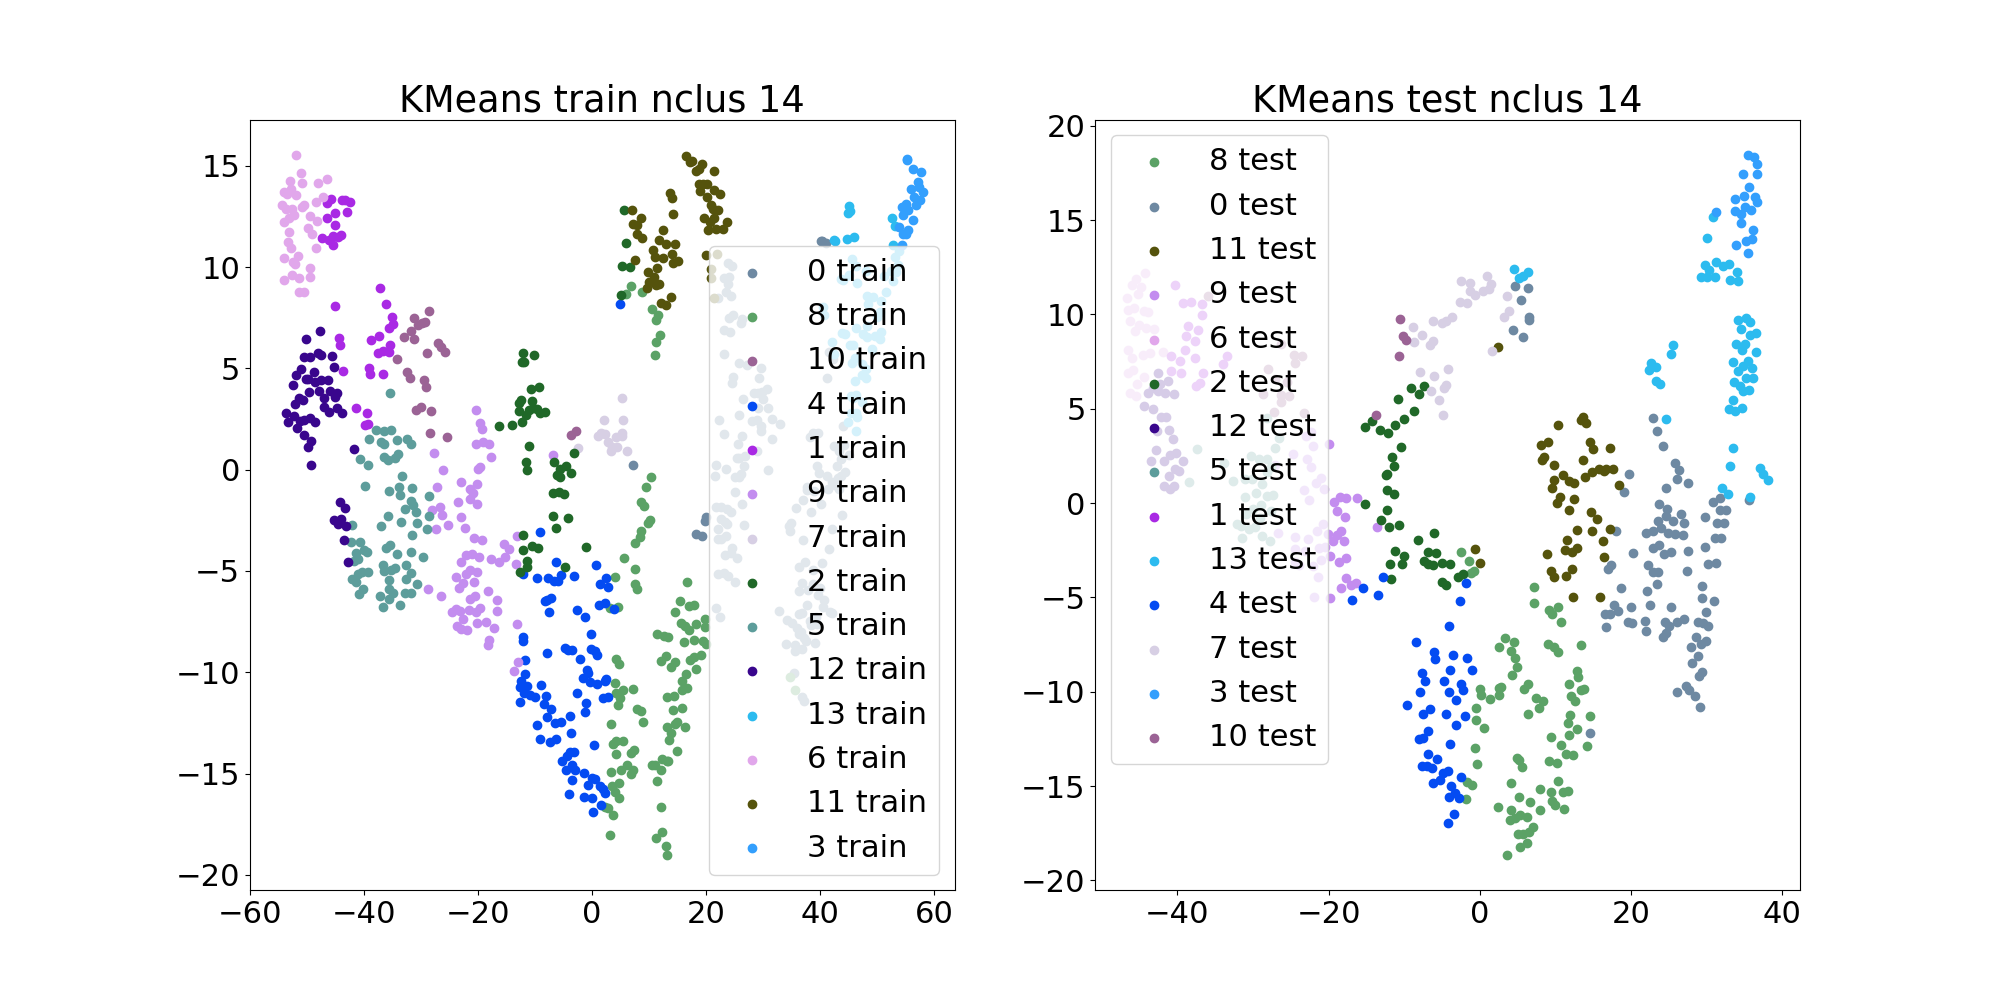 KMeans train nclus 14
15
10
5
0
−5
−10
−15
−20
−60
−40
−20
0
20
40
60
0 train
8 train
10 train
4 train
1 train
9 train
7 train
2 train
5 train
12 train
13 train
6 train
11 train
3 train
KMeans test nclus 14
20
15
10
5
0
−5
−10
−15
−20
−40
−20
0
20
40
8 test
0 test
11 test
9 test
6 test
2 test
12 test
5 test
1 test
13 test
4 test
7 test
3 test
10 test